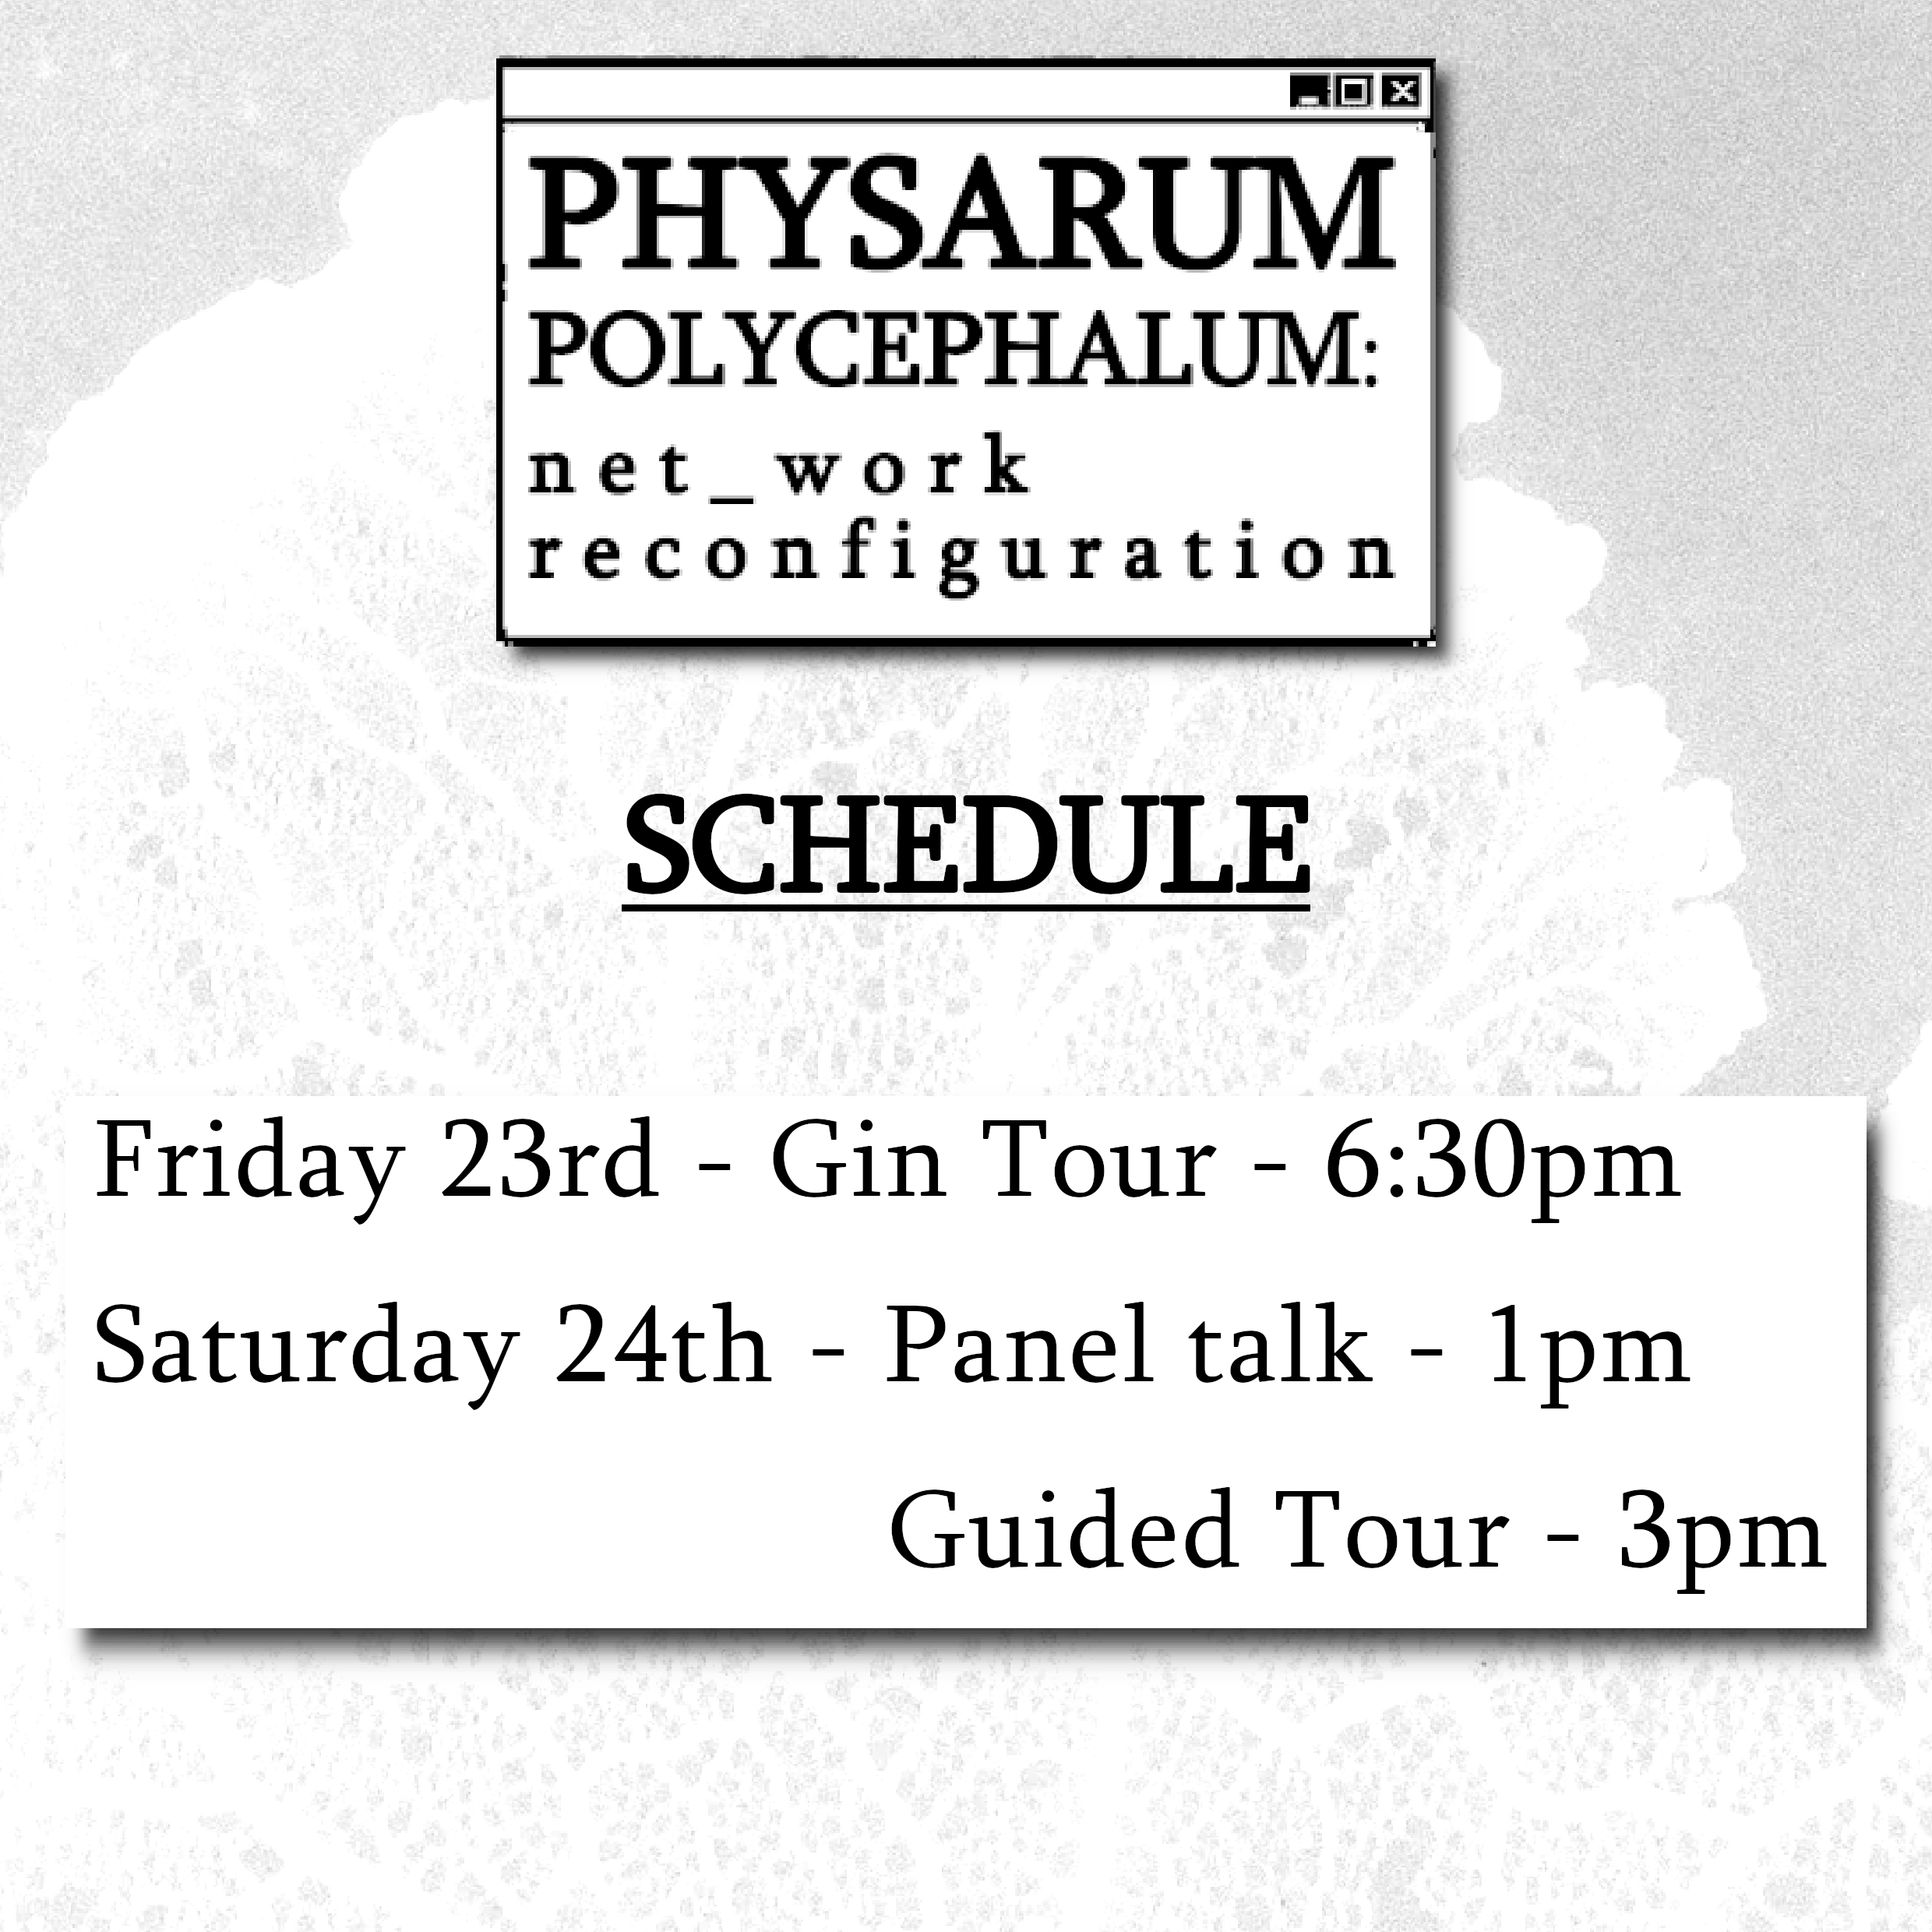 PHYSARUM
POLYCEPHALUM:
net_work
reconfiguration
SCHEDULE
Friday 23rd - Gin Tour - 6:30pm
Saturday 24th - Panel talk - 1pm
Guided Tour - 3pm